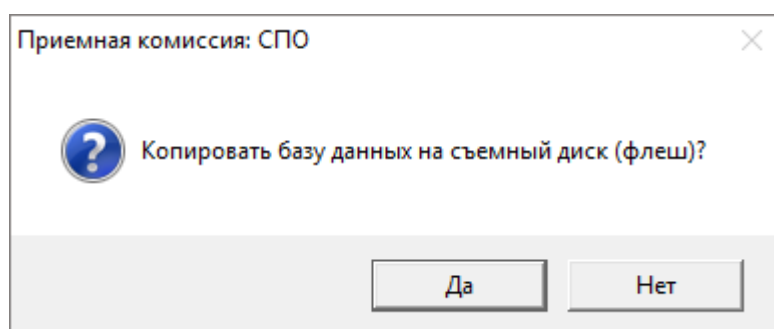 Приемная комиссия: СПО
Копировать базу данных на съемный диск (флеш)?
Да
Нет